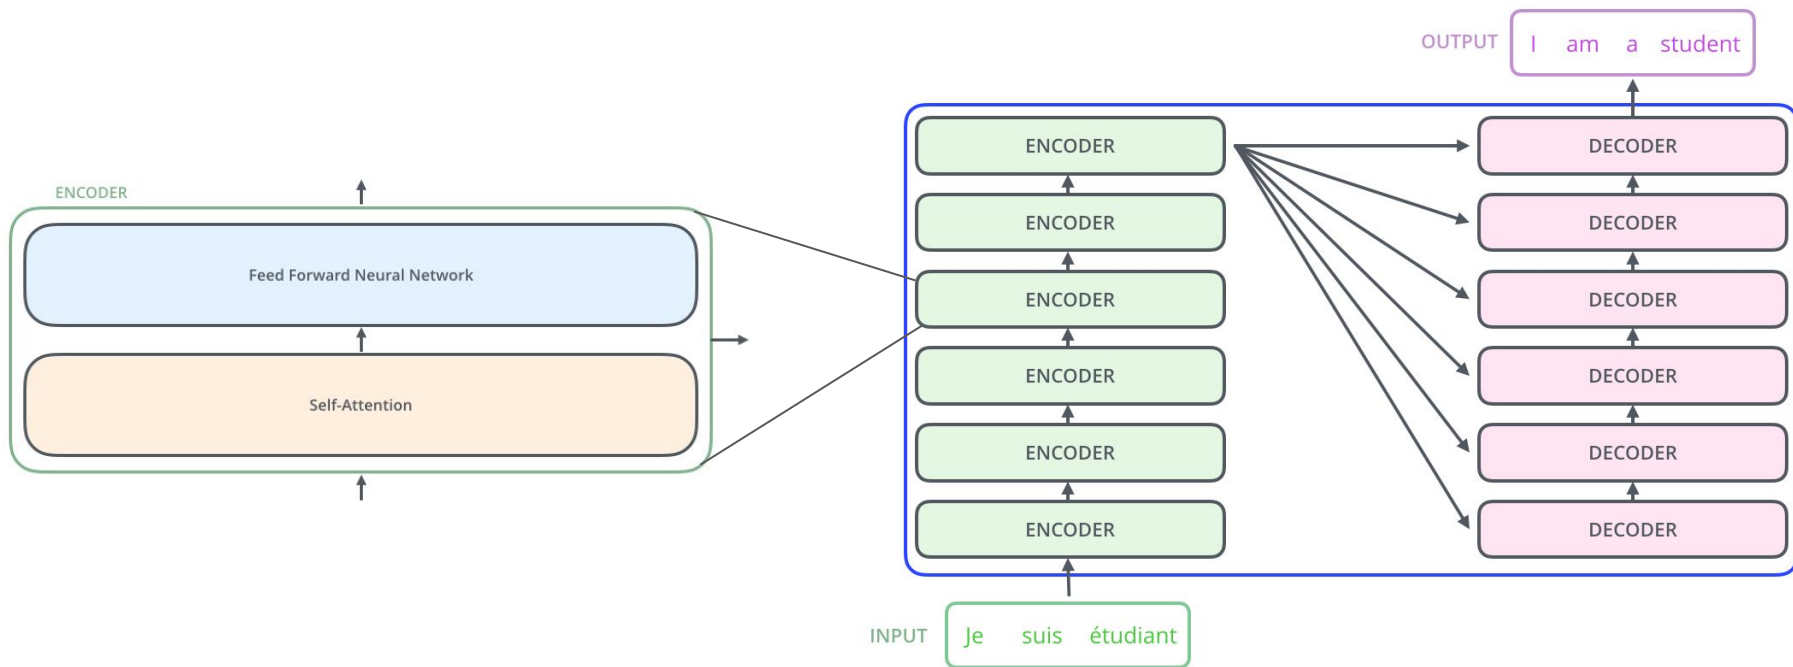 OUTPUT
I am a student
ENCODER
Feed Forward Neural Network
Self-Attention
ENCODER
DECODER
ENCODER
DECODER
ENCODER
DECODER
ENCODER
DECODER
ENCODER
DECODER
ENCODER
DECODER
INPUT
Je suis étudiant